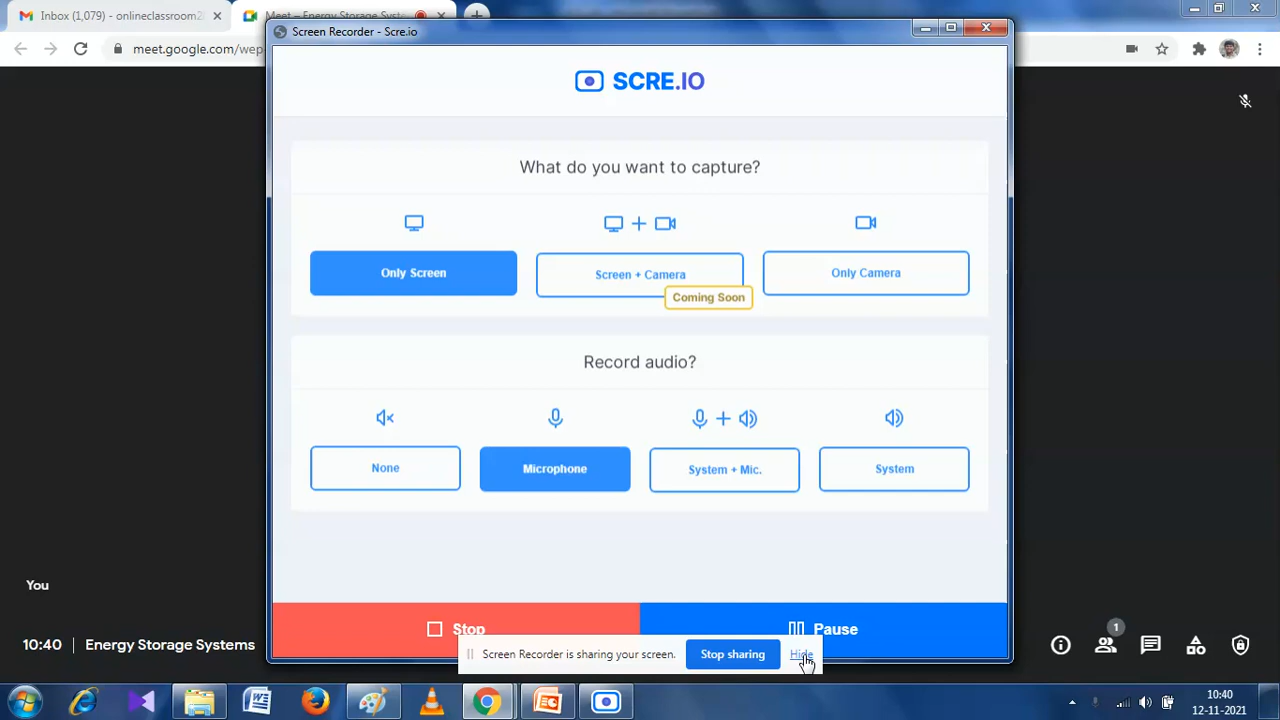 Inbox (1,079) - onlineclassroom2
Meet – Energy Storage Syst
Screen Recorder - Scre.io
meet.google.com/wep
SCRE.IO
What do you want to capture?
Only Screen
Screen + Camera
Only Camera
Coming Soon
Record audio?
None
Microphone
System + Mic.
System
You
Stop
Pause
Screen Recorder is sharing your screen.
Stop sharing
Hide
10:40
Energy Storage Systems
1
10:40
12-11-2021